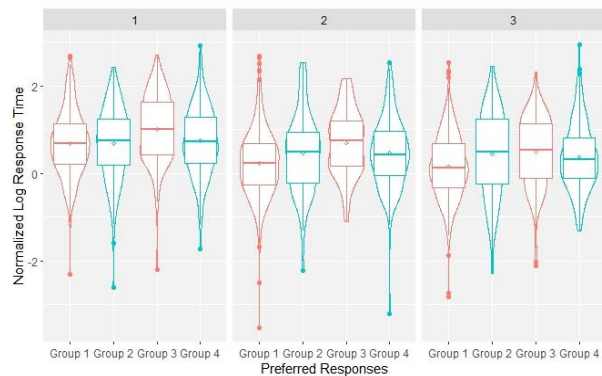 1 2 3
Normalized Log Response Time
2
0
-2
Group 1 Group 2 Group 3 Group 4 Group 1 Group 2 Group 3 Group 4 Group 1 Group 2 Group 3 Group 4
Preferred Responses